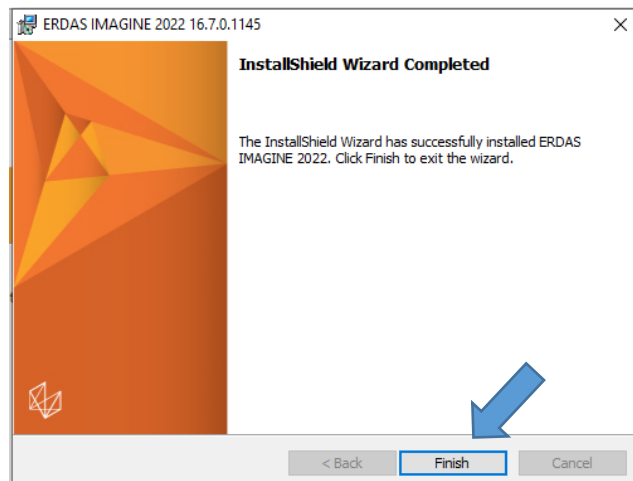 ERDAS IMAGINE 2022 16.7.0.1145
InstallShield Wizard Completed
The InstallShield Wizard has successfully installed ERDAS
IMAGINE 2022. Click Finish to exit the wizard.
< Back Finish Cancel